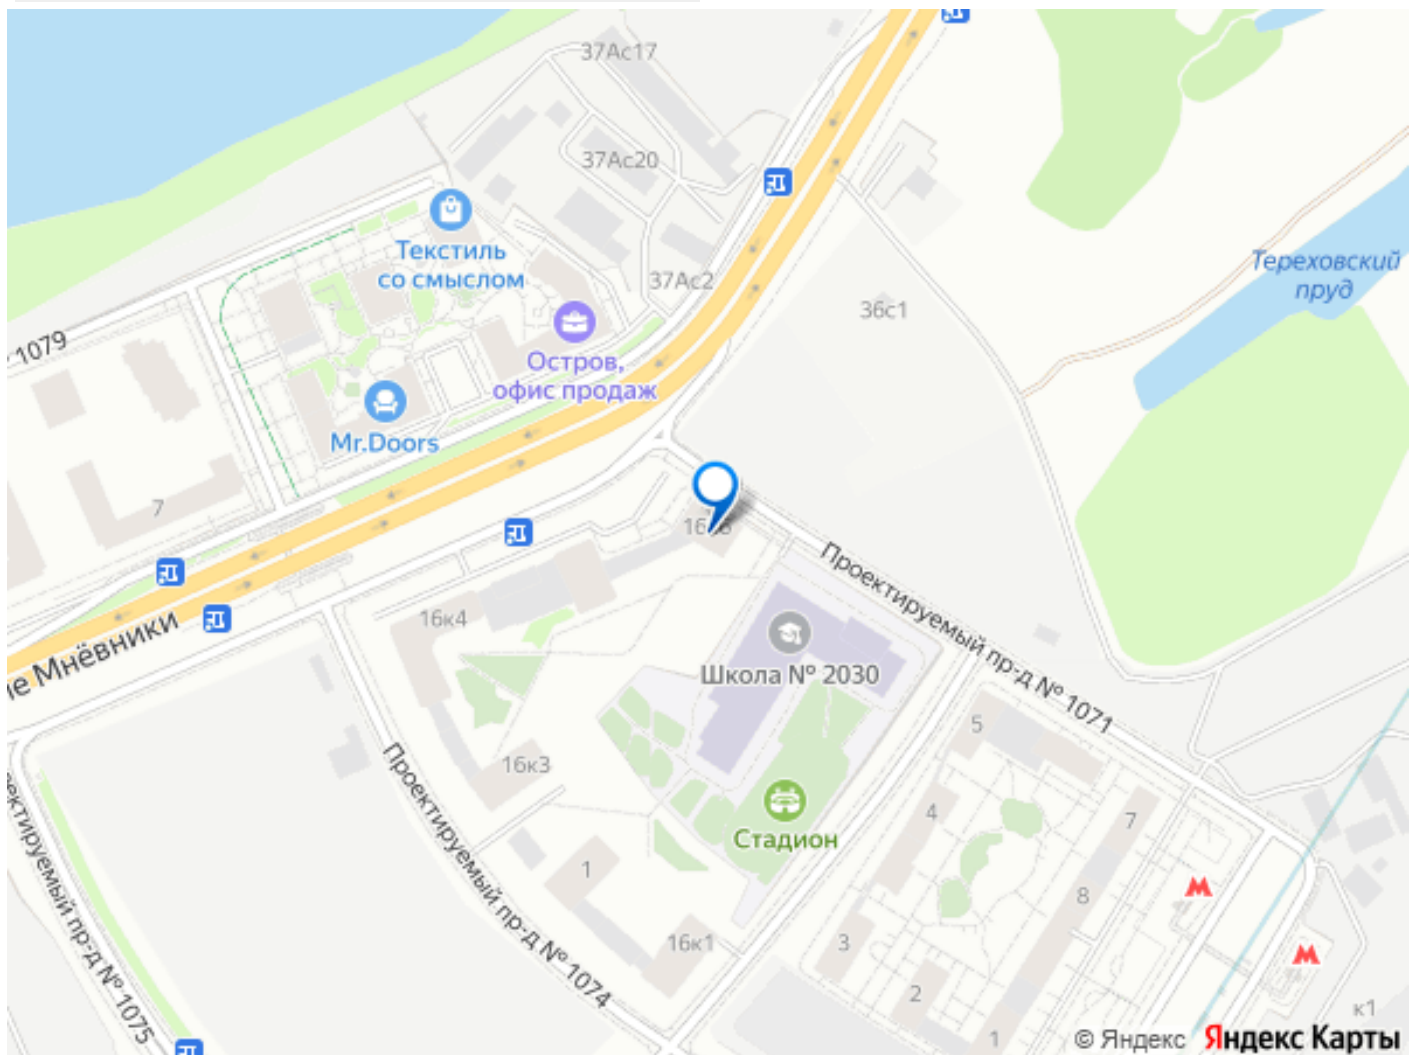 37Ас17
37Ас20
Текстиль
со смыслом
37Ас2
Тереховский
пруд
36с1
1079
Остров,
офис продаж
Mr.Doors
7
Проектируемый пр-д № 1071
16к4
ие Мнёвники
Школа № 2030
5
16к3
Проектируемый пр-д № 1074
4
7
Стадион
1
8
ектируемый пр-д № 1075
16к1
3
2
1
к1
© Яндекс Яндекс Карты